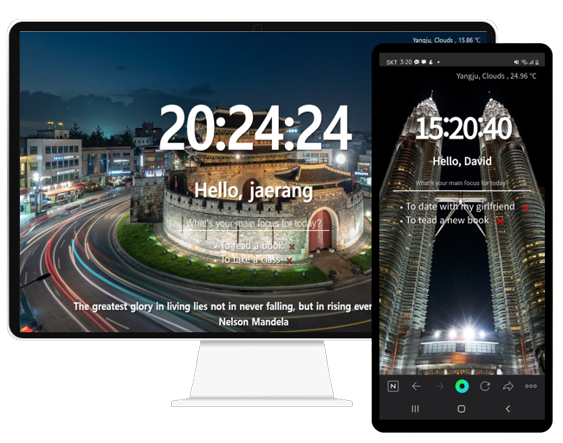 Yangju, Clouds , 15.86 °C
20:24:24
Hello, jaerang
What's your main focus for today?
• To read a book x
• To take a class x
The greatest glory in living lies not in never falling, but in rising ever
Nelson Mandela
SKT 3:20
Yangju, Clouds , 24.96 °C
15:20:40
Hello, David
What's your main focus for today?
• To date with my girlfriend x
• To tead a new book x
N